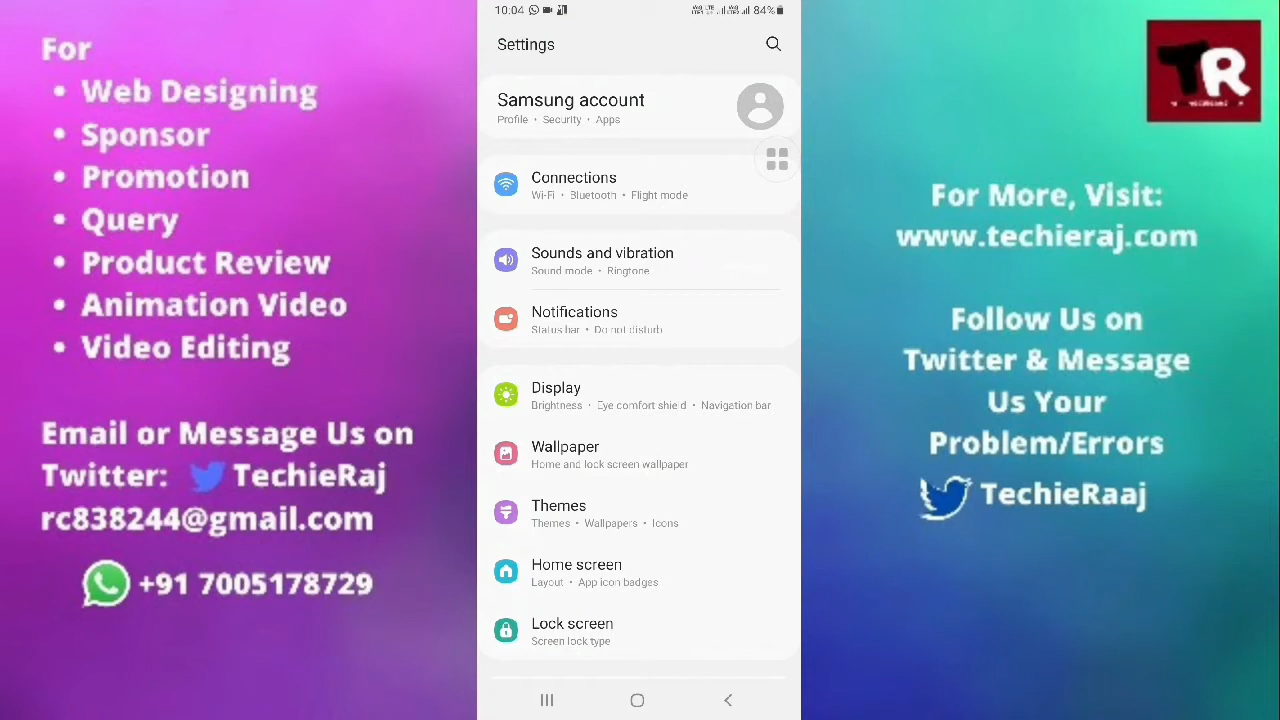 For
• Web Designing
• Sponsor
• Promotion
• Query
• Product Review
• Animation Video
• Video Editing
Email or Message Us on
Twitter: TechieRaj
rc838244@gmail.com
+91 7005178729
10:04
84%
Settings
Samsung account
Profile • Security • Apps
Connections
Wi-Fi • Bluetooth • Flight mode
Sounds and vibration
Sound mode • Ringtone
Notifications
Status bar • Do not disturb
Display
Brightness • Eye comfort shield • Navigation bar
Wallpaper
Home and lock screen wallpaper
Themes
Themes • Wallpapers • Icons
Home screen
Layout • App icon badges
Lock screen
Screen lock type
TR
For More, Visit:
www.techieraj.com
Follow Us on
Twitter & Message
Us Your
Problem/Errors
TechieRaaj